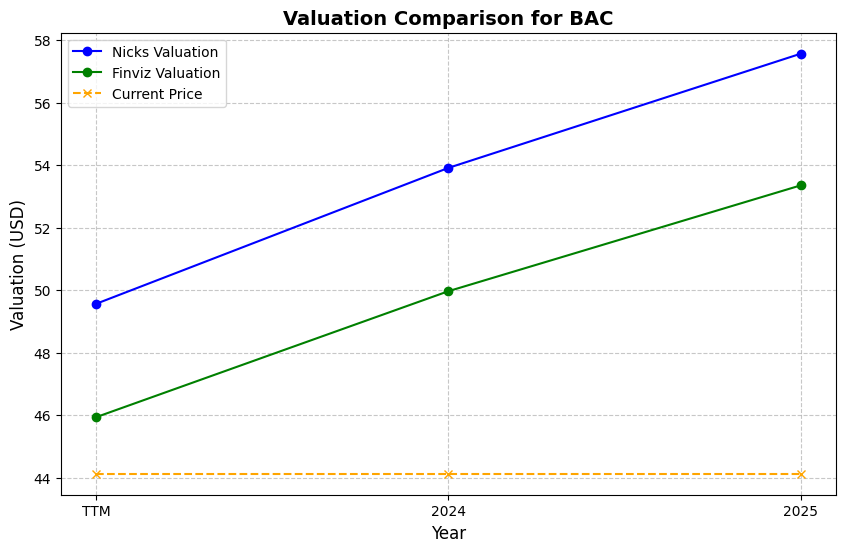 Valuation Comparison for BAC
Nicks Valuation
Finviz Valuation
Current Price
Valuation (USD)
58
56
54
52
50
48
46
44
TTM
2024
2025
Year